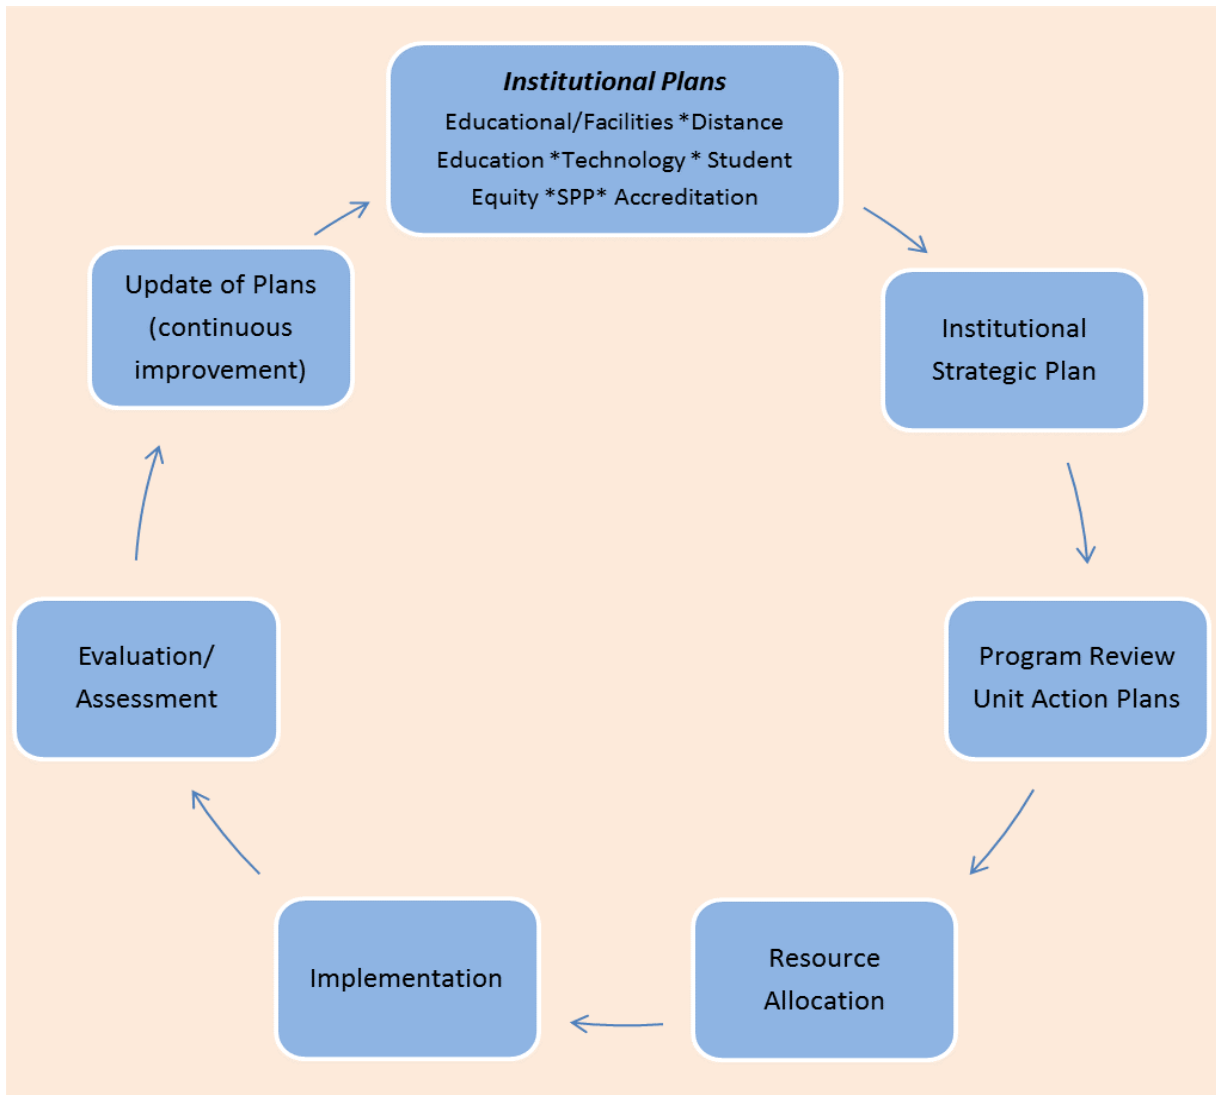 Institutional Plans
Educational/Facilities *Distance
Education *Technology * Student
Equity *SPP* Accreditation
Institutional
Strategic Plan
Program Review
Unit Action Plans
Resource
Allocation
Implementation
Evaluation/
Assessment
Update of Plans
(continuous
improvement)